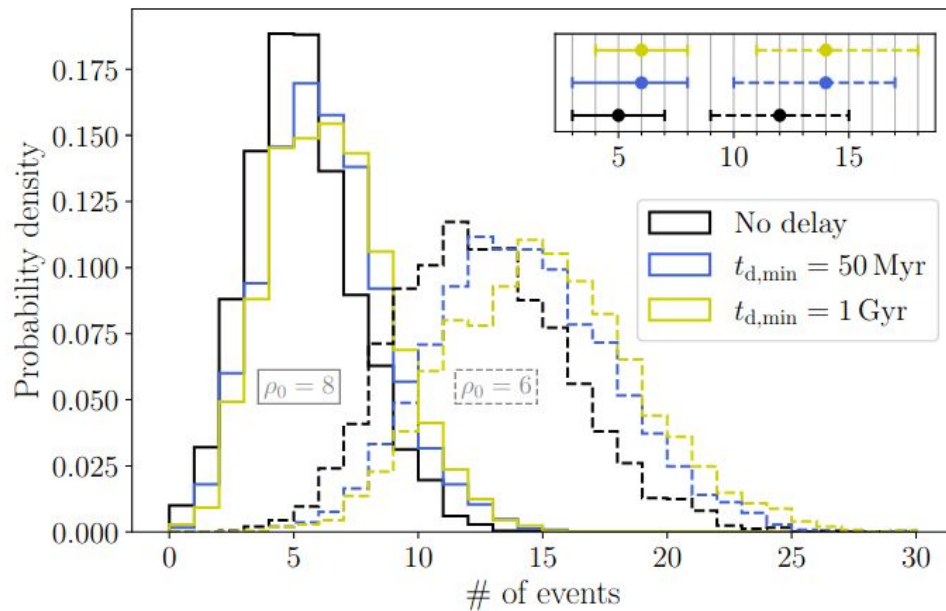 0.175
0.150
0.125
0.100
0.075
0.050
0.025
0.000
Probability density
0 5 10 15 20 25 30
# of events
5 10 15
No delay
t_d,min = 50 Myr
t_d,min = 1 Gyr
ρ₀ = 8
ρ₀ = 6